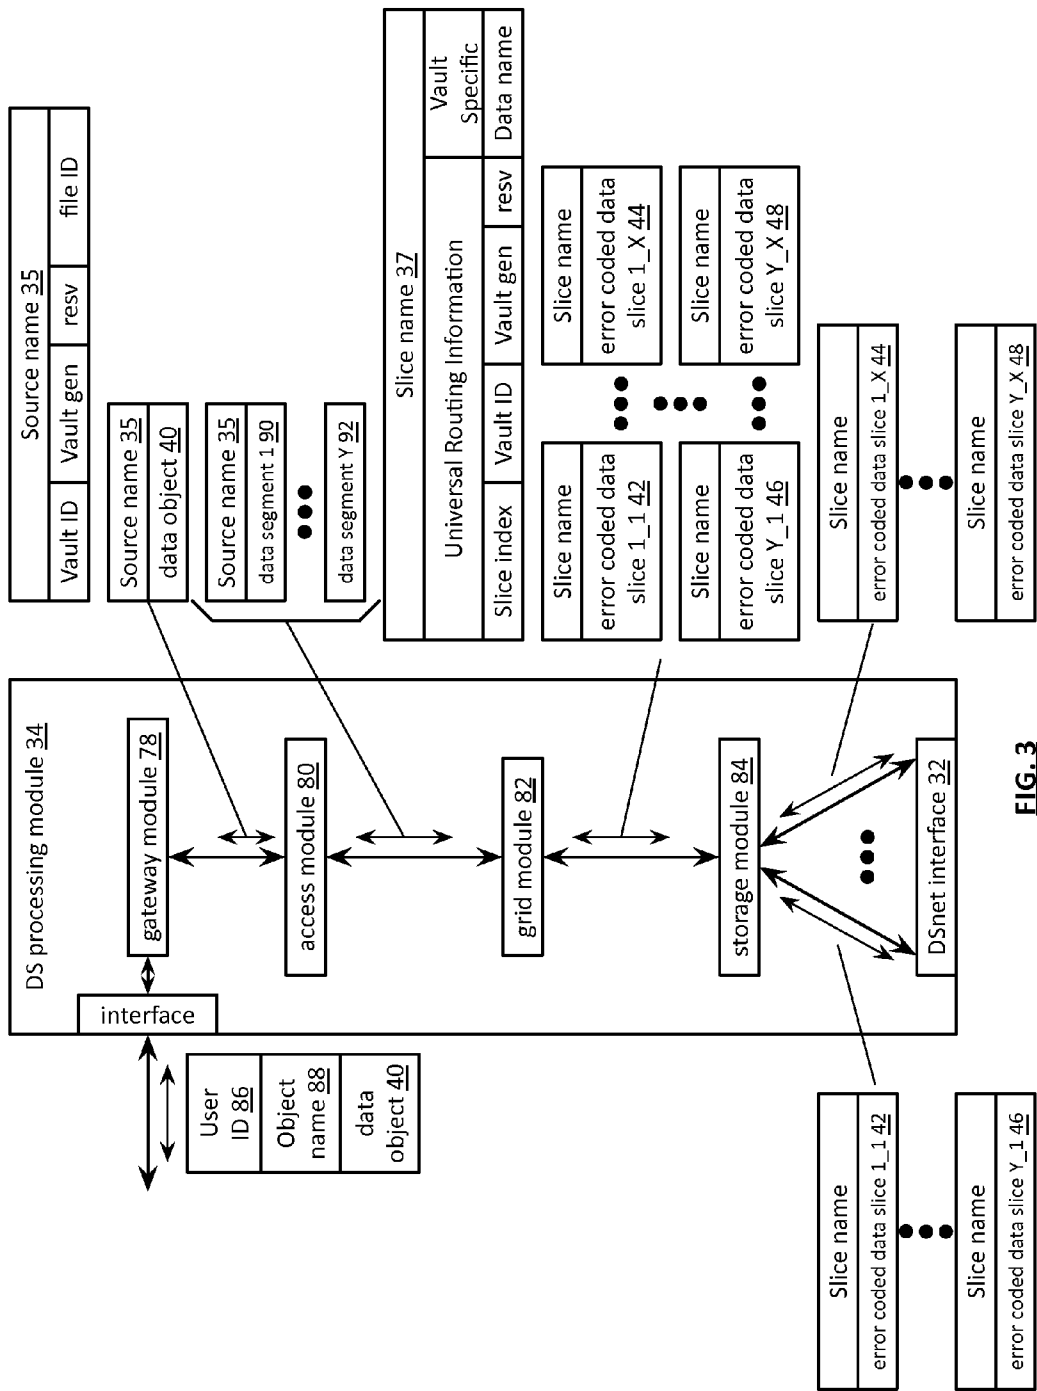 Source name 35
Vault ID
Vault gen
resv
file ID
Source name 35
data object 40
Source name 35
data segment 1 90
data segment Y 92
Slice name 37
Universal Routing Information
Vault
Specific
Slice index
Vault ID
Vault gen
resv
Data name
Slice name
error coded data
slice 1_1 42
Slice name
error coded data
slice 1_X 44
Slice name
error coded data
slice Y_1 46
Slice name
error coded data
slice Y_X 48
DS processing module 34
interface
gateway module 78
access module 80
grid module 82
storage module 84
DSnet interface 32
User
ID 86
Object
name 88
data
object 40
Slice name
error coded data slice 1_1 42
Slice name
error coded data slice Y_1 46
Slice name
error coded data slice 1_X 44
Slice name
error coded data slice Y_X 48
FIG. 3